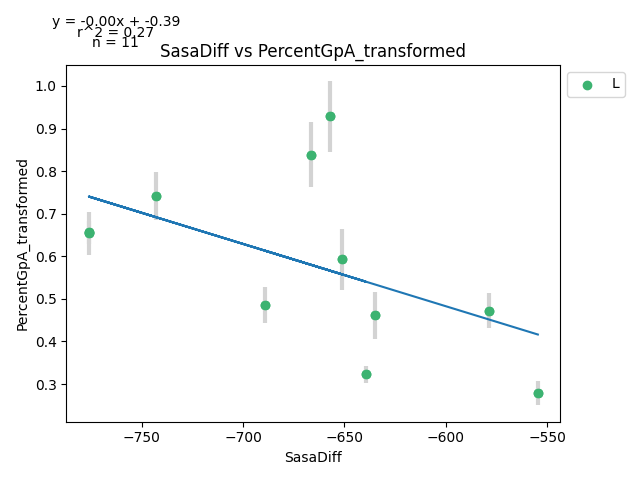 y = -0.00x + -0.39
r^2 = 0.27
n = 11
SasaDiff vs PercentGpA_transformed
L
1.0
0.9
0.8
0.7
0.6
0.5
0.4
0.3
PercentGpA_transformed
−750
−700
−650
−600
−550
SasaDiff